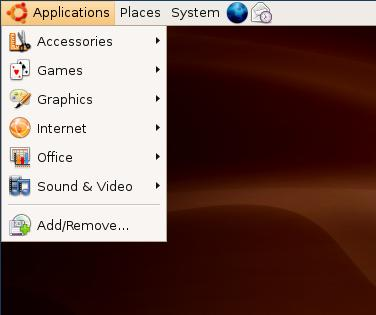 Applications Places System
Accessories
Games
Graphics
Internet
Office
Sound & Video
Add/Remove...